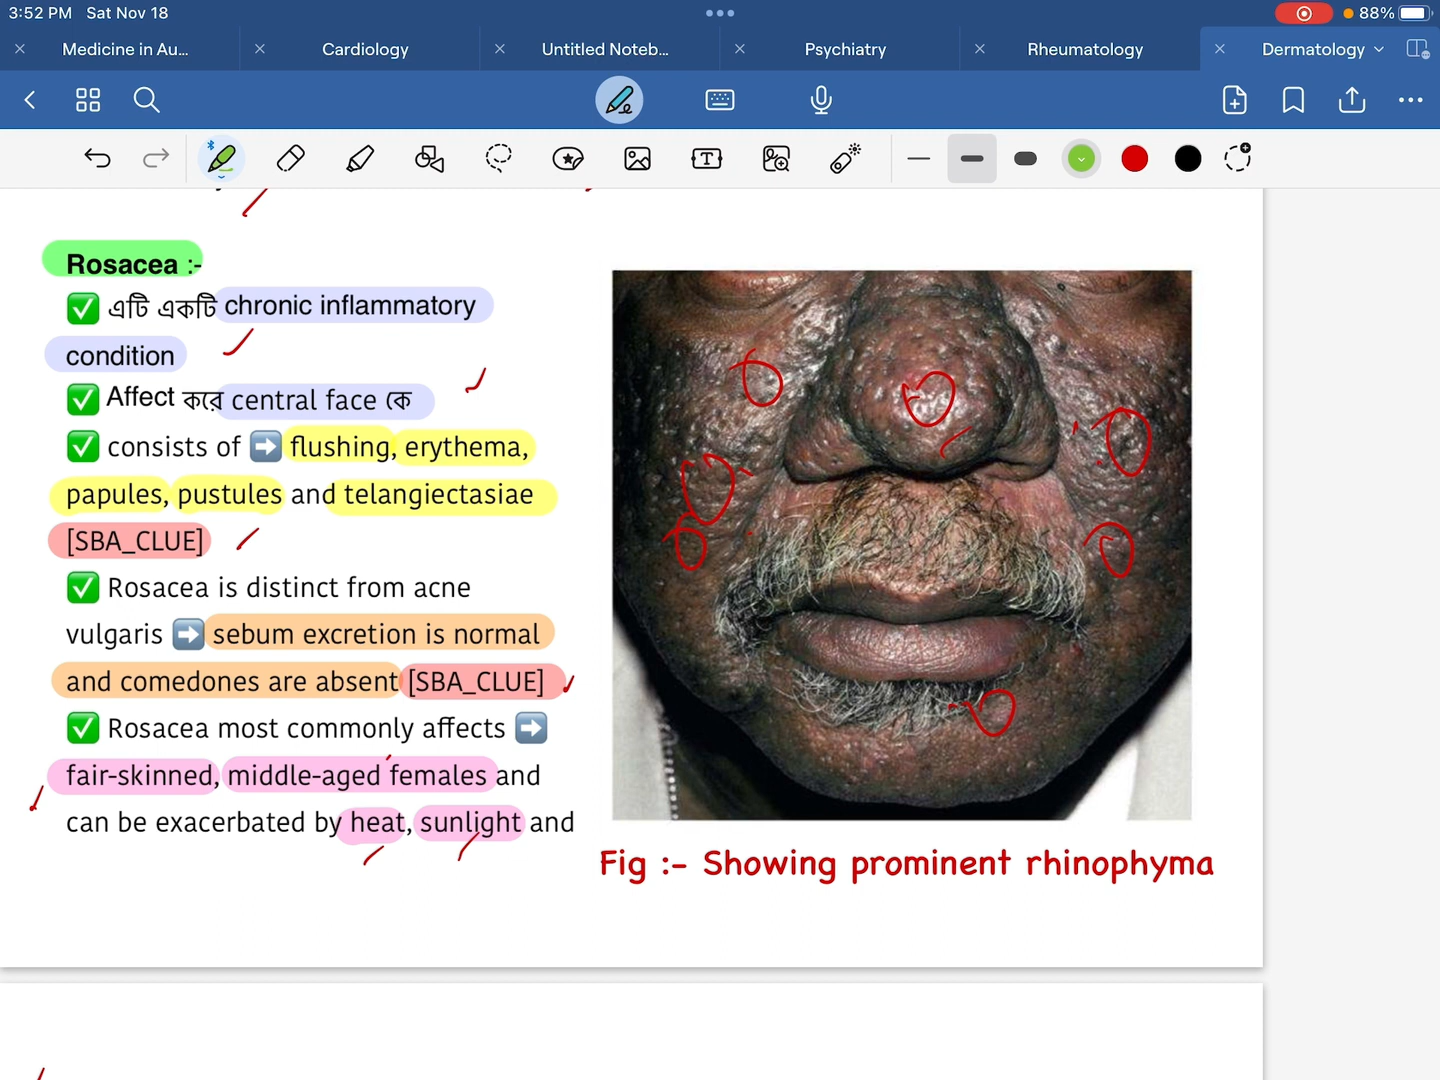 3:52 PM Sat Nov 18
88%
Medicine in Au...
Cardiology
Untitled Noteb...
Psychiatry
Rheumatology
Dermatology
Rosacea :-
✅ এটি একটি chronic inflammatory
condition
✅ Affect করে central face কে
✅ consists of ➡️ flushing, erythema,
papules, pustules and telangiectasiae
[SBA_CLUE]
✅ Rosacea is distinct from acne
vulgaris ➡️ sebum excretion is normal
and comedones are absent [SBA_CLUE]
✅ Rosacea most commonly affects ➡️
fair-skinned, middle-aged females and
can be exacerbated by heat, sunlight and
Fig :- Showing prominent rhinophyma